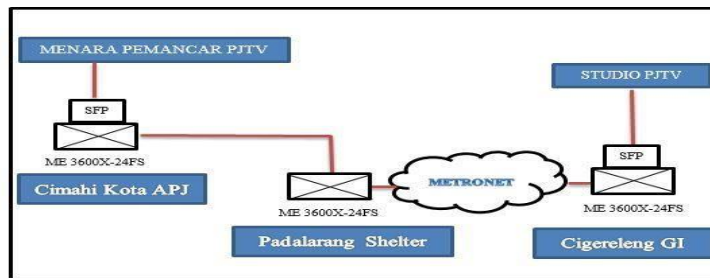 MENARA PEMANCAR PJTV
STUDIO PJTV
SFP
ME 3600X-24FS
Cimahi Kota APJ
ME 3600X-24FS
Padalarang Shelter
METRONET
SFP
ME 3600X-24FS
Cigereleng GI